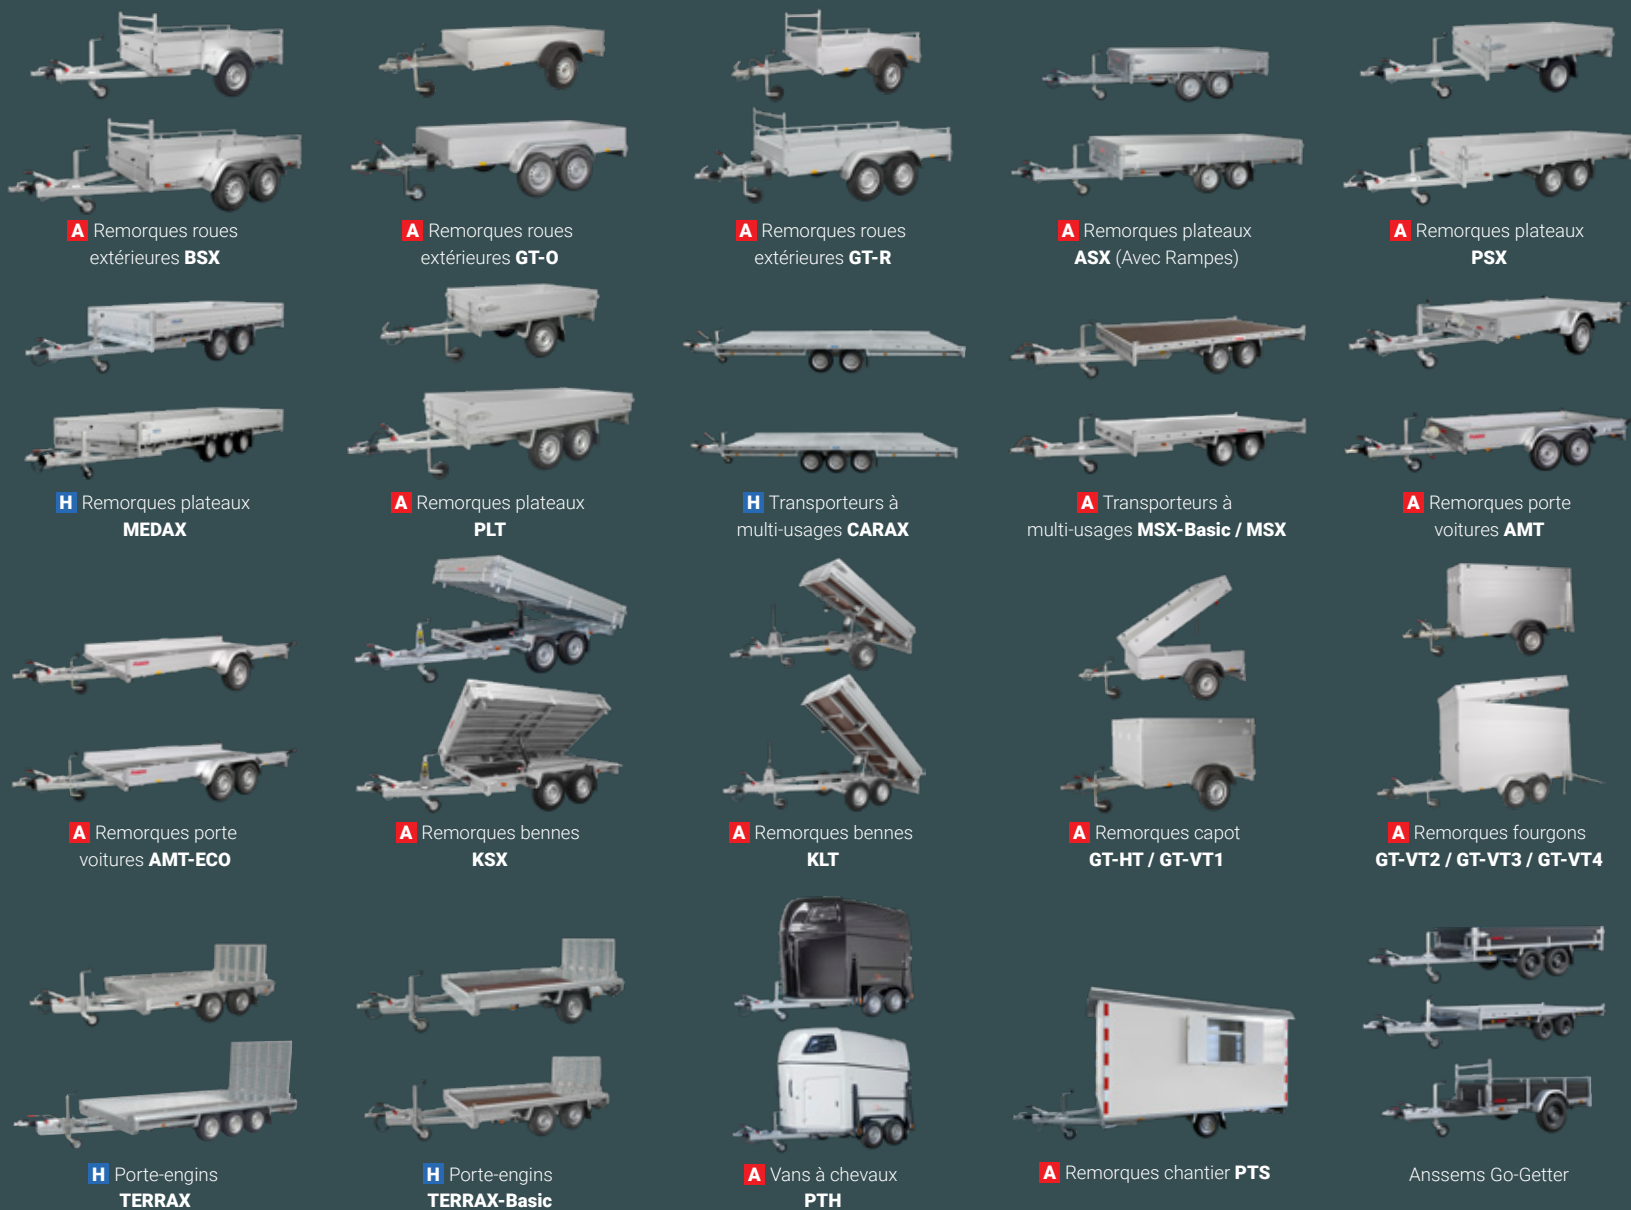 A Remorques roues
extérieures BSX
A Remorques roues
extérieures GT-O
A Remorques roues
extérieures GT-R
A Remorques plateaux
ASX (Avec Rampes)
A Remorques plateaux
PSX
H Remorques plateaux
MEDAX
A Remorques plateaux
PLT
H Transporteurs à
multi-usages CARAX
A Transporteurs à
multi-usages MSX-Basic / MSX
A Remorques porte
voitures AMT
A Remorques porte
voitures AMT-ECO
A Remorques bennes
KSX
A Remorques bennes
KLT
A Remorques capot
GT-HT / GT-VT1
A Remorques fourgons
GT-VT2 / GT-VT3 / GT-VT4
H Porte-engins
TERRAX
H Porte-engins
TERRAX-Basic
A Vans à chevaux
PTH
A Remorques chantier PTS
Anssems Go-Getter